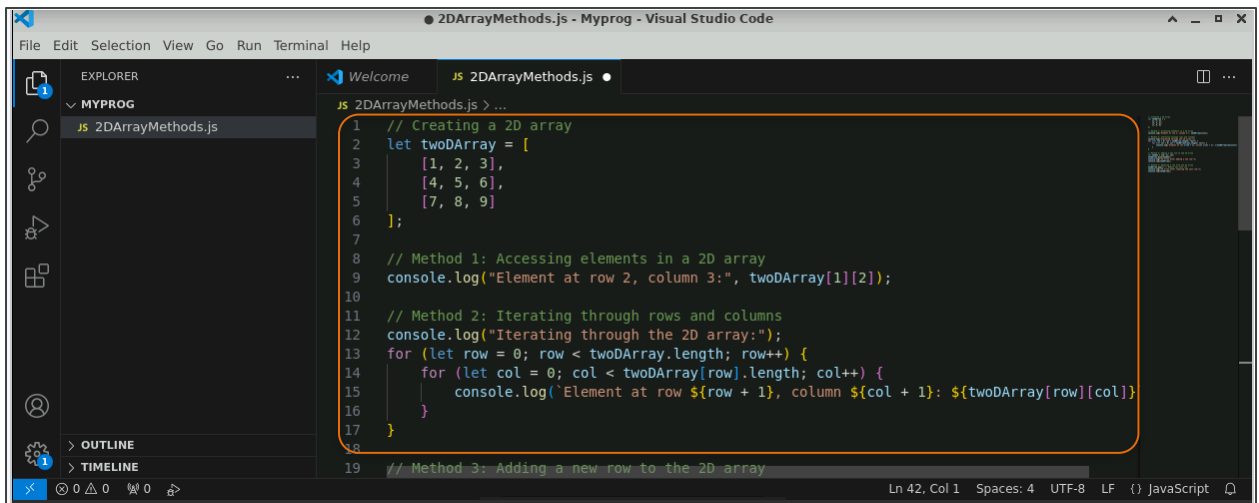 2DArrayMethods.js - Myprog - Visual Studio Code
File Edit Selection View Go Run Terminal Help
EXPLORER
Welcome JS 2DArrayMethods.js
MYPROG
JS 2DArrayMethods.js > ...
JS 2DArrayMethods.js
1 // Creating a 2D array
2 let twoDArray = [
3     [1, 2, 3],
4     [4, 5, 6],
5     [7, 8, 9]
6 ];
7
8 // Method 1: Accessing elements in a 2D array
9 console.log("Element at row 2, column 3:", twoDArray[1][2]);
10
11 // Method 2: Iterating through rows and columns
12 console.log("Iterating through the 2D array:");
13 for (let row = 0; row < twoDArray.length; row++) {
14     for (let col = 0; col < twoDArray[row].length; col++) {
15         console.log(`Element at row ${row + 1}, column ${col + 1}: ${twoDArray[row][col]}
16     }
17 }
18
19 // Method 3: Adding a new row to the 2D array
1
OUTLINE
1
TIMELINE
0 0 0 Ln 42, Col 1 Spaces: 4 UTF-8 LF {} JavaScript